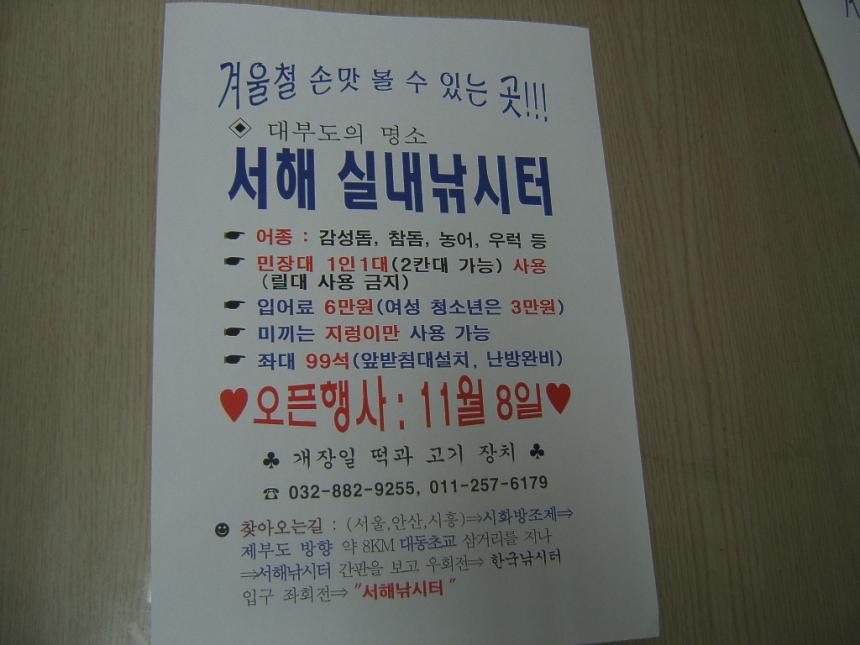 겨울철 손맛 볼 수 있는 곳!!!
◈ 대부도의 명소
서해 실내낚시터
☛ 어종 : 감성돔, 참돔, 농어, 우럭 등
☛ 민장대 1인1대(2칸대 가능) 사용
(릴대 사용 금지)
☛ 입어료 6만원(여성 청소년은 3만원)
☛ 미끼는 지렁이만 사용 가능
☛ 좌대 99석(앞받침대설치, 난방완비)
♥오픈행사 : 11월 8일♥
♣ 개장일 떡과 고기 잔치 ♣
☎ 032-882-9255, 011-257-6179
☻ 찾아오는길 : (서울,안산,시흥)⇒시화방조제⇒
제부도 방향 약 8KM 대동초교 삼거리를 지나
⇒서해낚시터 간판을 보고 우회전⇒ 한국낚시터
입구 좌회전⇒ "서해낚시터 "